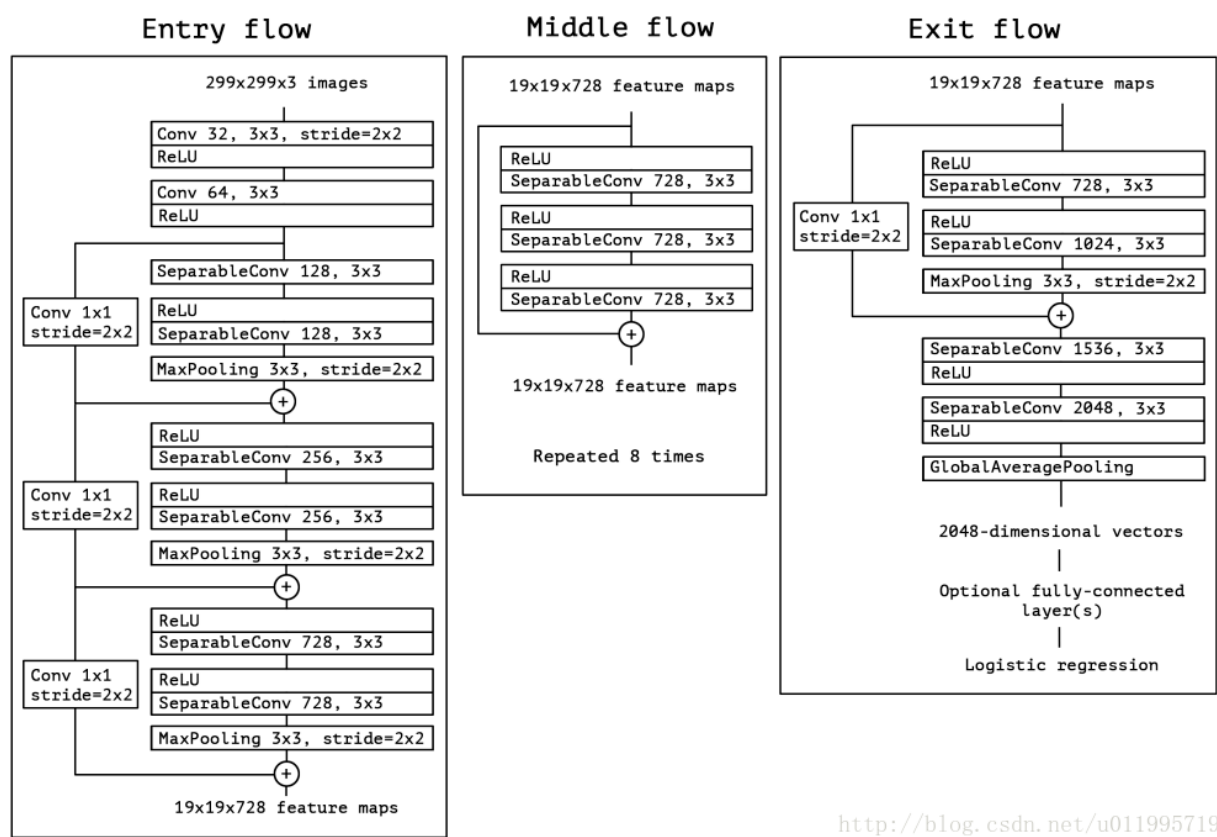 Entry flow
299x299x3 images
Conv 32, 3x3, stride=2x2
ReLU
Conv 64, 3x3
ReLU
SeparableConv 128, 3x3
Conv 1x1
stride=2x2
ReLU
SeparableConv 128, 3x3
MaxPooling 3x3, stride=2x2
+
ReLU
SeparableConv 256, 3x3
Conv 1x1
stride=2x2
ReLU
SeparableConv 256, 3x3
MaxPooling 3x3, stride=2x2
+
ReLU
SeparableConv 728, 3x3
Conv 1x1
stride=2x2
ReLU
SeparableConv 728, 3x3
MaxPooling 3x3, stride=2x2
+
19x19x728 feature maps
Middle flow
19x19x728 feature maps
ReLU
SeparableConv 728, 3x3
ReLU
SeparableConv 728, 3x3
ReLU
SeparableConv 728, 3x3
+
19x19x728 feature maps
Repeated 8 times
Exit flow
19x19x728 feature maps
ReLU
SeparableConv 728, 3x3
Conv 1x1
stride=2x2
ReLU
SeparableConv 1024, 3x3
MaxPooling 3x3, stride=2x2
+
SeparableConv 1536, 3x3
ReLU
SeparableConv 2048, 3x3
ReLU
GlobalAveragePooling
2048-dimensional vectors
Optional fully-connected
layer(s)
Logistic regression
http://blog.csdn.net/u011995719